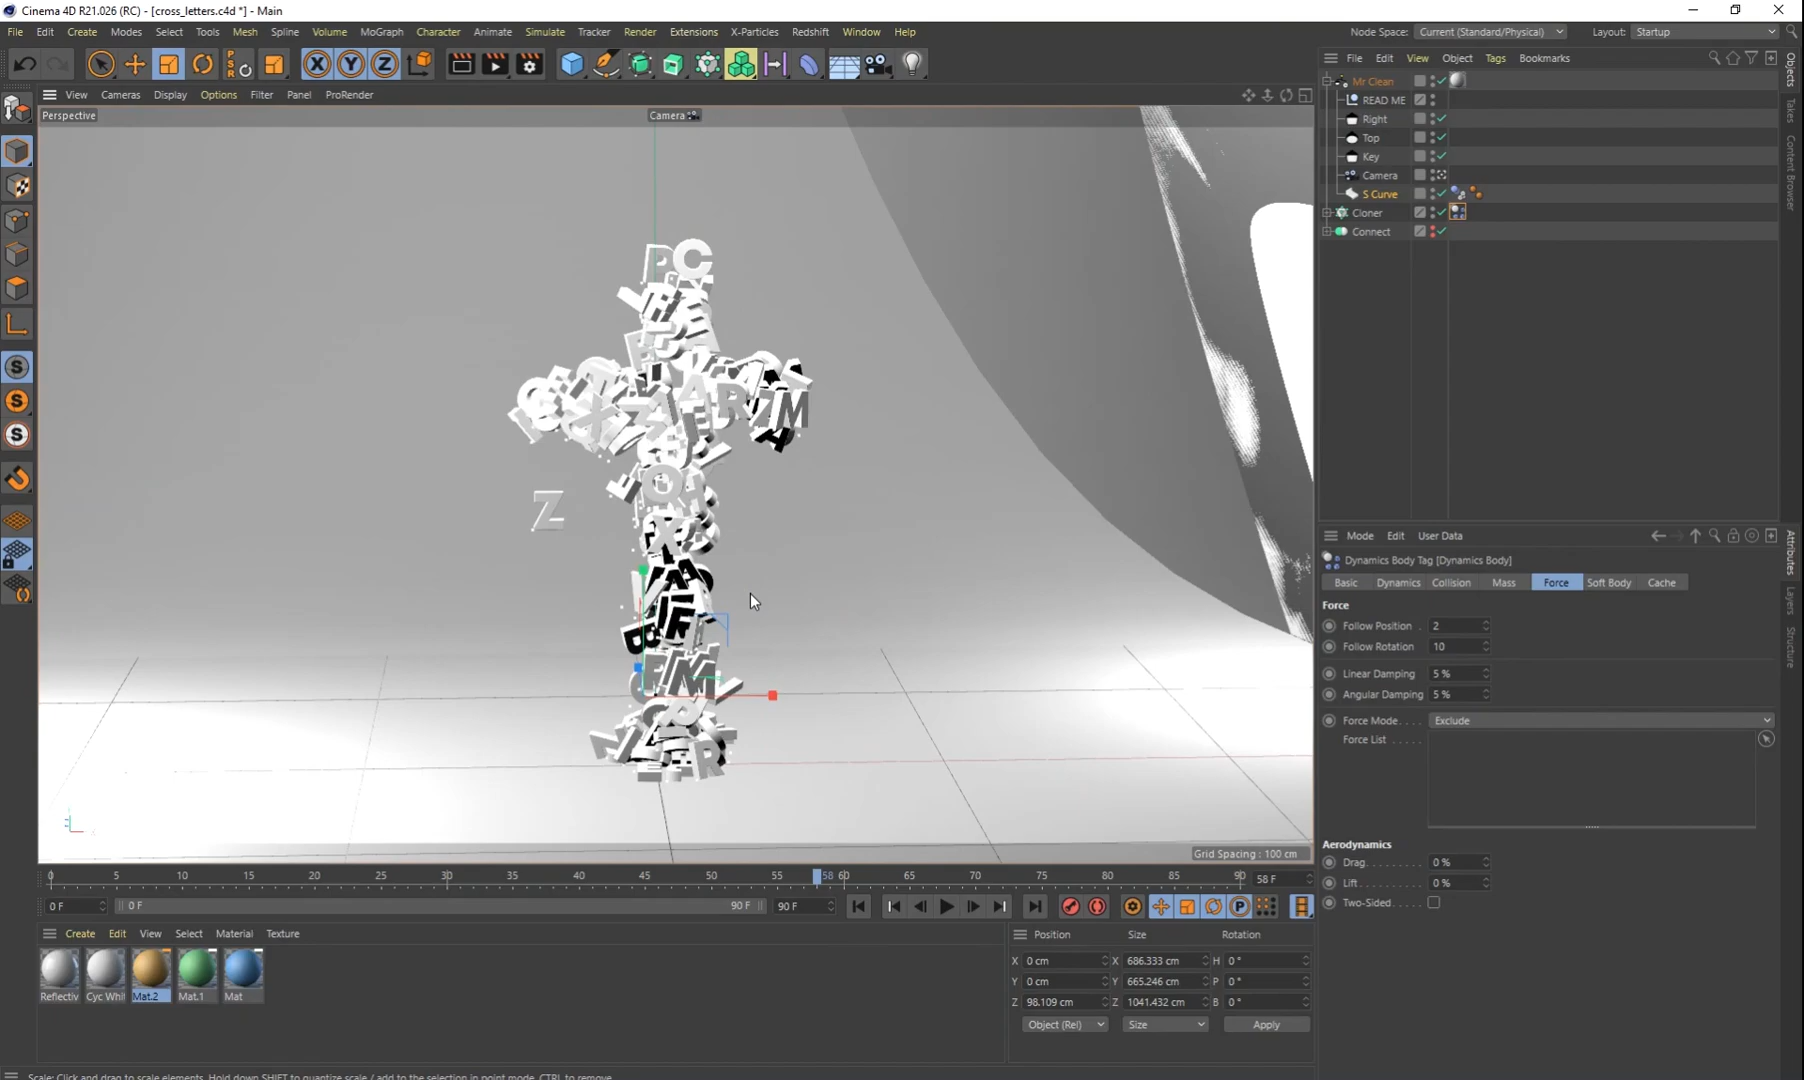 Cinema 4D R21.026 (RC) - [cross_letters.c4d *] - Main
File Edit Create Modes Select Tools Mesh Spline Volume MoGraph Character Animate Simulate Tracker Render Extensions X-Particles Redshift Window Help
Node Space: Current (Standard/Physical) Layout: Startup
PSR
X Y Z
View Cameras Display Options Filter Panel ProRender
Perspective
Camera
Grid Spacing : 100 cm
File Edit View Object Tags Bookmarks
Mr Clean
READ ME
Right
Top
Key
Camera
S Curve
Cloner
Connect
Objects
Takes
Content Browser
Structure
Attributes
Layers
Structure
Mode Edit User Data
Dynamics Body Tag [Dynamics Body]
Basic Dynamics Collision Mass Force Soft Body Cache
Force
Follow Position . 2
Follow Rotation 10
Linear Damping 5 %
Angular Damping 5 %
Force Mode. . . . Exclude
Force List . . . . .
Aerodynamics
Drag. . . . . . . . . 0 %
Lift. . . . . . . . . . 0 %
Two-Sided. . . . .
0 5 10 15 20 25 30 35 40 45 50 55 58 60 65 70 75 80 85 90 58 F
0 F 0 F 90 F 90 F
Create Edit View Select Material Texture
Reflectiv Cyc Whit Mat.2 Mat.1 Mat
Position Size Rotation
X 0 cm X 686.333 cm H 0 °
Y 0 cm Y 665.246 cm P 0 °
Z 98.109 cm Z 1041.432 cm B 0 °
Object (Rel) Size Apply
Scale: Click and drag to scale elements. Hold down SHIFT to quantize scale / add to the selection in point mode, CTRL to remove.